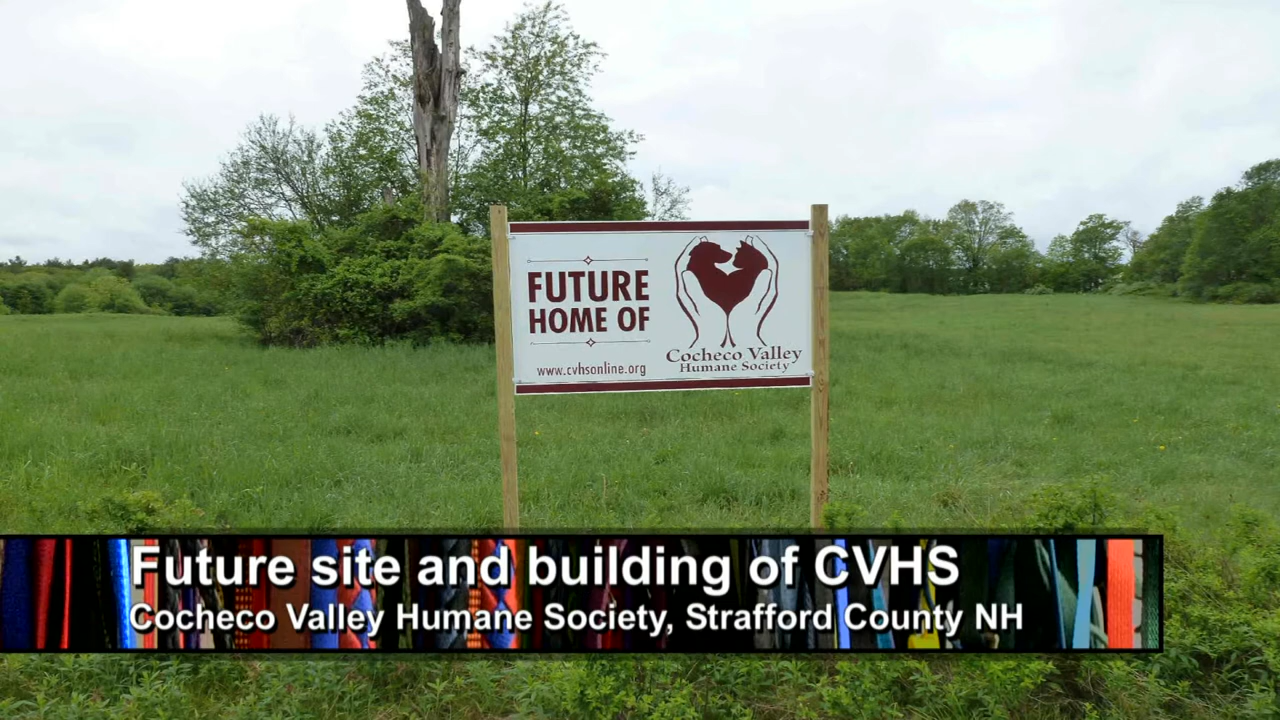 FUTURE
HOME OF
www.cvhsonline.org
Cocheco Valley
Humane Society
Future site and building of CVHS
Cocheco Valley Humane Society, Strafford County NH